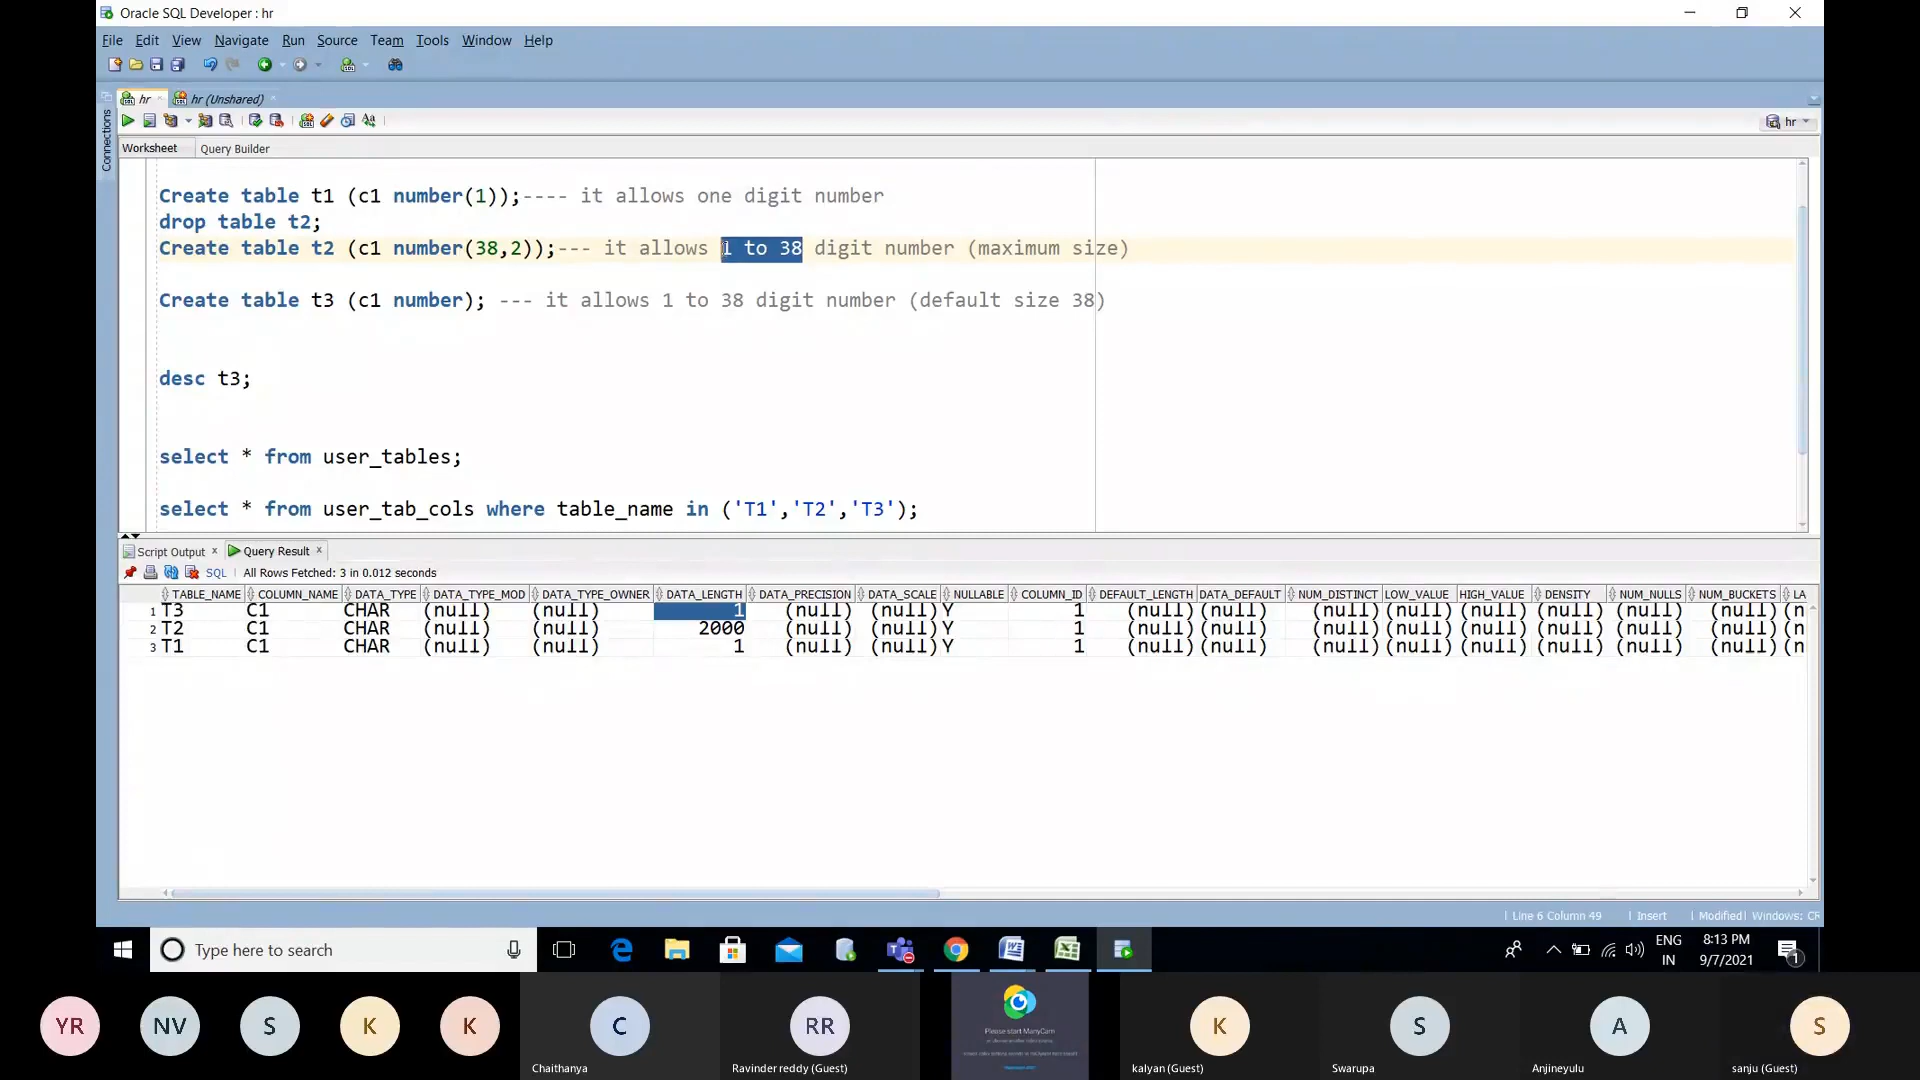 Oracle SQL Developer : hr
File Edit View Navigate Run Source Team Tools Window Help
hr hr (Unshared)
hr
Connections
Worksheet Query Builder
Create table t1 (c1 number(1));---- it allows one digit number
drop table t2;
Create table t2 (c1 number(38,2));--- it allows 1 to 38 digit number (maximum size)
Create table t3 (c1 number); --- it allows 1 to 38 digit number (default size 38)
desc t3;
select * from user_tables;
select * from user_tab_cols where table_name in ('T1','T2','T3');
Script Output × Query Result ×
SQL All Rows Fetched: 3 in 0.012 seconds
TABLE_NAME COLUMN_NAME DATA_TYPE DATA_TYPE_MOD DATA_TYPE_OWNER DATA_LENGTH DATA_PRECISION DATA_SCALE NULLABLE COLUMN_ID DEFAULT_LENGTH DATA_DEFAULT NUM_DISTINCT LOW_VALUE HIGH_VALUE DENSITY NUM_NULLS NUM_BUCKETS LA
1 T3 C1 CHAR (null) (null) 1 (null) (null) Y 1 (null) (null) (null) (null) (null) (null) (null) (null) (n
2 T2 C1 CHAR (null) (null) 2000 (null) (null) Y 1 (null) (null) (null) (null) (null) (null) (null) (null) (n
3 T1 C1 CHAR (null) (null) 1 (null) (null) Y 1 (null) (null) (null) (null) (null) (null) (null) (null) (n
Line 6 Column 49 Insert Modified Windows: CR
Type here to search
ENG
IN
8:13 PM
9/7/2021
1
YR NV S K K C RR K S A S
Please start ManyCam
Chaithanya Ravinder reddy (Guest) kalyan (Guest) Swarupa Anjineyulu sanju (Guest)